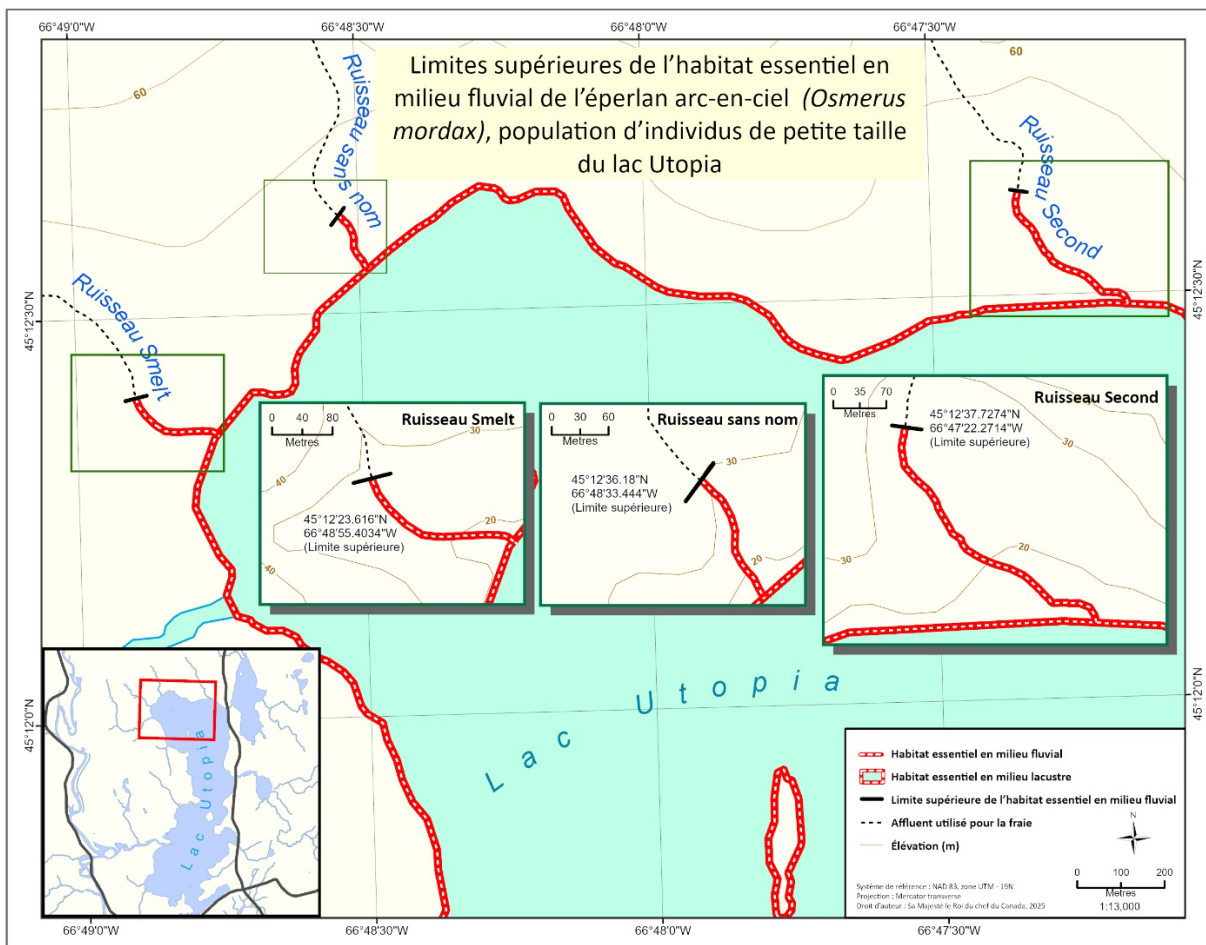 66°49'0"W
66°48'30"W
66°48'0"W
66°47'30"W
60
60
Limites supérieures de l'habitat essentiel en
milieu fluvial de l'éperlan arc-en-ciel (Osmerus
mordax), population d'individus de petite taille
du lac Utopia
Ruisseau sans nom
Ruisseau Second
Ruisseau Smelt
45°12'30"N
45°12'30"N
0 40 80
Metres
Ruisseau Smelt
30
40
45°12'23.616"N
66°48'55.4034"W
(Limite supérieure)
20
40
0 30 60
Metres
Ruisseau sans nom
30
45°12'36.18"N
66°48'33.444"W
(Limite supérieure)
20
0 35 70
Metres
Ruisseau Second
45°12'37.7274"N
66°47'22.2714"W
(Limite supérieure)
30
20
30
Lac Utopia
45°12'0"N
45°12'0"N
Lac Utopia
Habitat essentiel en milieu fluvial
Habitat essentiel en milieu lacustre
Limite supérieure de l'habitat essentiel en milieu fluvial
Affluent utilisé pour la fraie
Élévation (m)
N
0 100 200
Metres
1:13,000
Système de référence : NAD 83, zone UTM - 19N
Projection : Mercator transverse
Droit d'auteur : Sa Majesté le Roi du chef du Canada, 2025
66°49'0"W
66°48'30"W
66°48'0"W
66°47'30"W